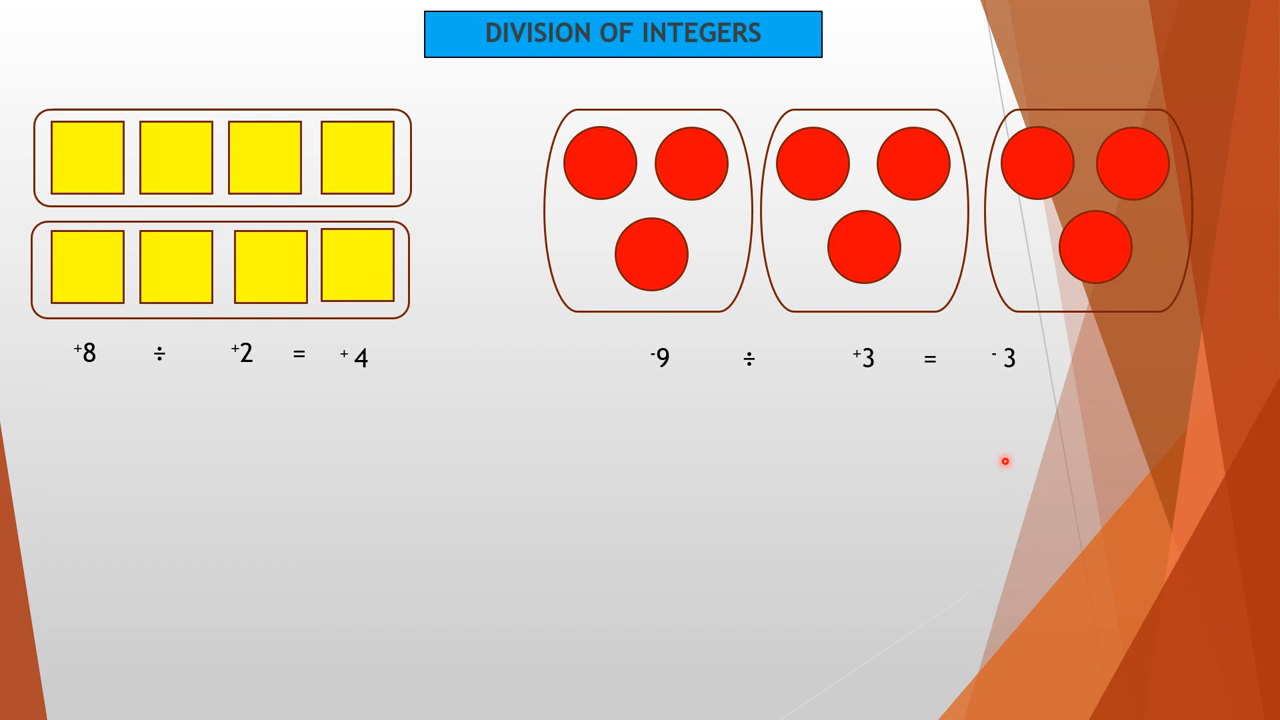 DIVISION OF INTEGERS
⁺8 ÷ ⁺2 = ⁺ 4
⁻9 ÷ ⁺3 = ⁻ 3